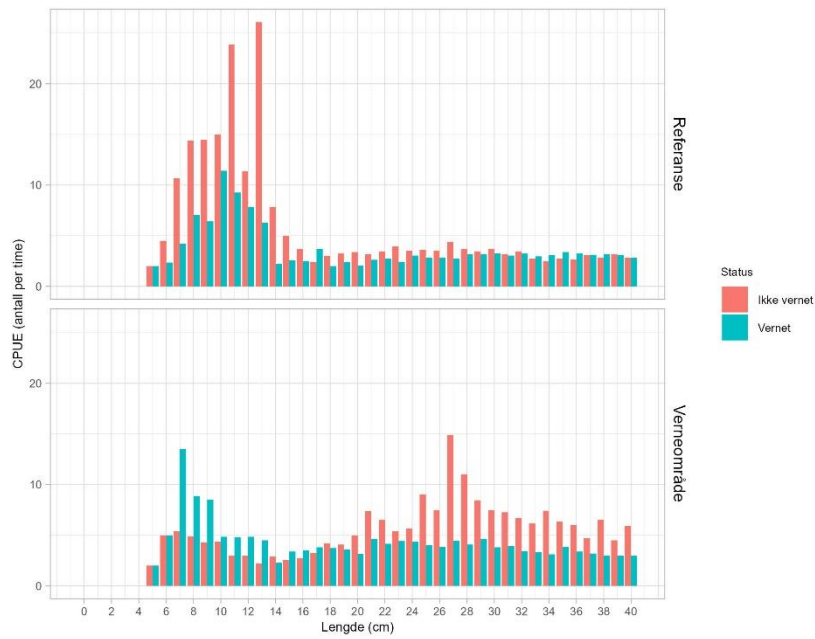 20
10
0
Referanse
20
10
0
Verneområde
CPUE (antall per time)
0 2 4 6 8 10 12 14 16 18 20 22 24 26 28 30 32 34 36 38 40
Lengde (cm)
Status
Ikke vernet
Vernet